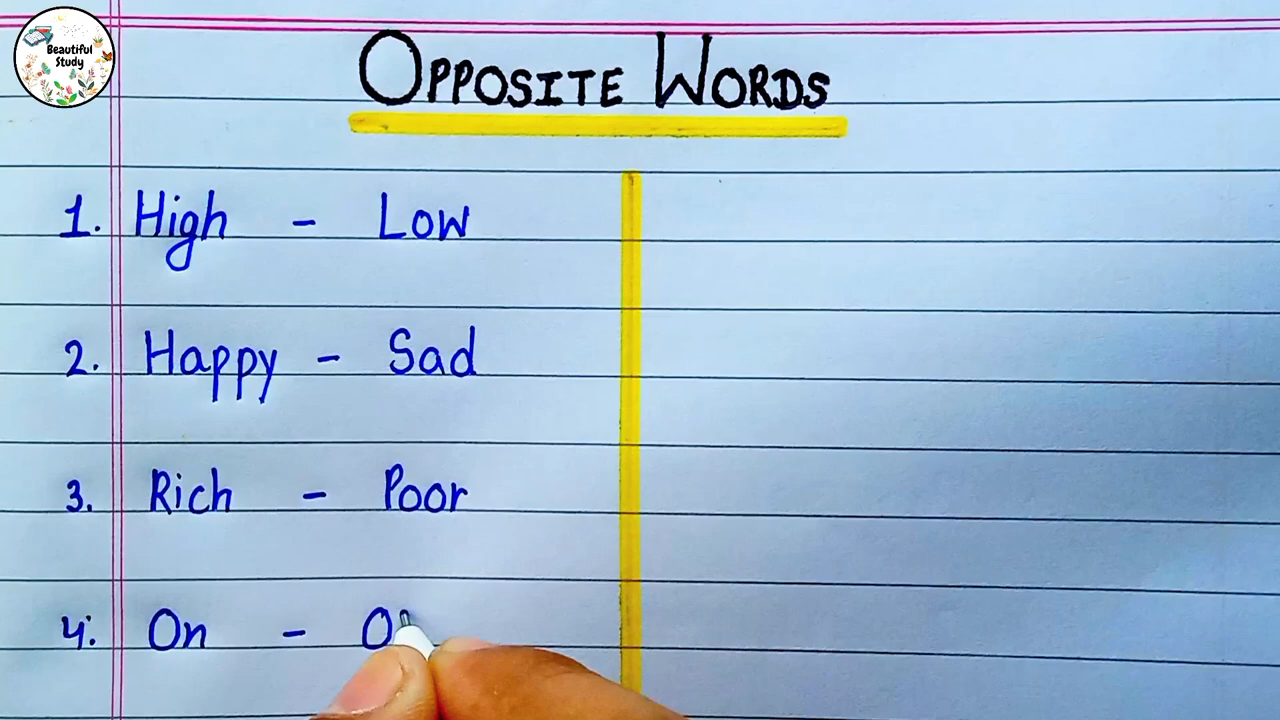 Beautiful
Study
OPPOSITE WORDS
1. High - Low
2. Happy - Sad
3. Rich - Poor
4. On - O